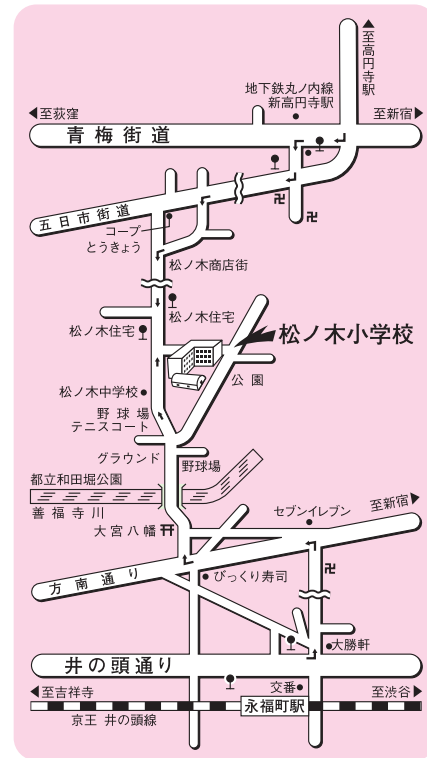 至高円寺駅
地下鉄丸ノ内線
新高円寺駅
至荻窪
至新宿
青梅街道
五日市街道
コープ
とうきょう
松ノ木商店街
松ノ木住宅
松ノ木住宅
松ノ木小学校
公園
松ノ木中学校
野球場
テニスコート
グラウンド
野球場
都立和田堀公園
善福寺川
セブンイレブン
至新宿
大宮八幡
方南通り
びっくり寿司
大勝軒
井の頭通り
至吉祥寺
交番
至渋谷
永福町駅
京王 井の頭線